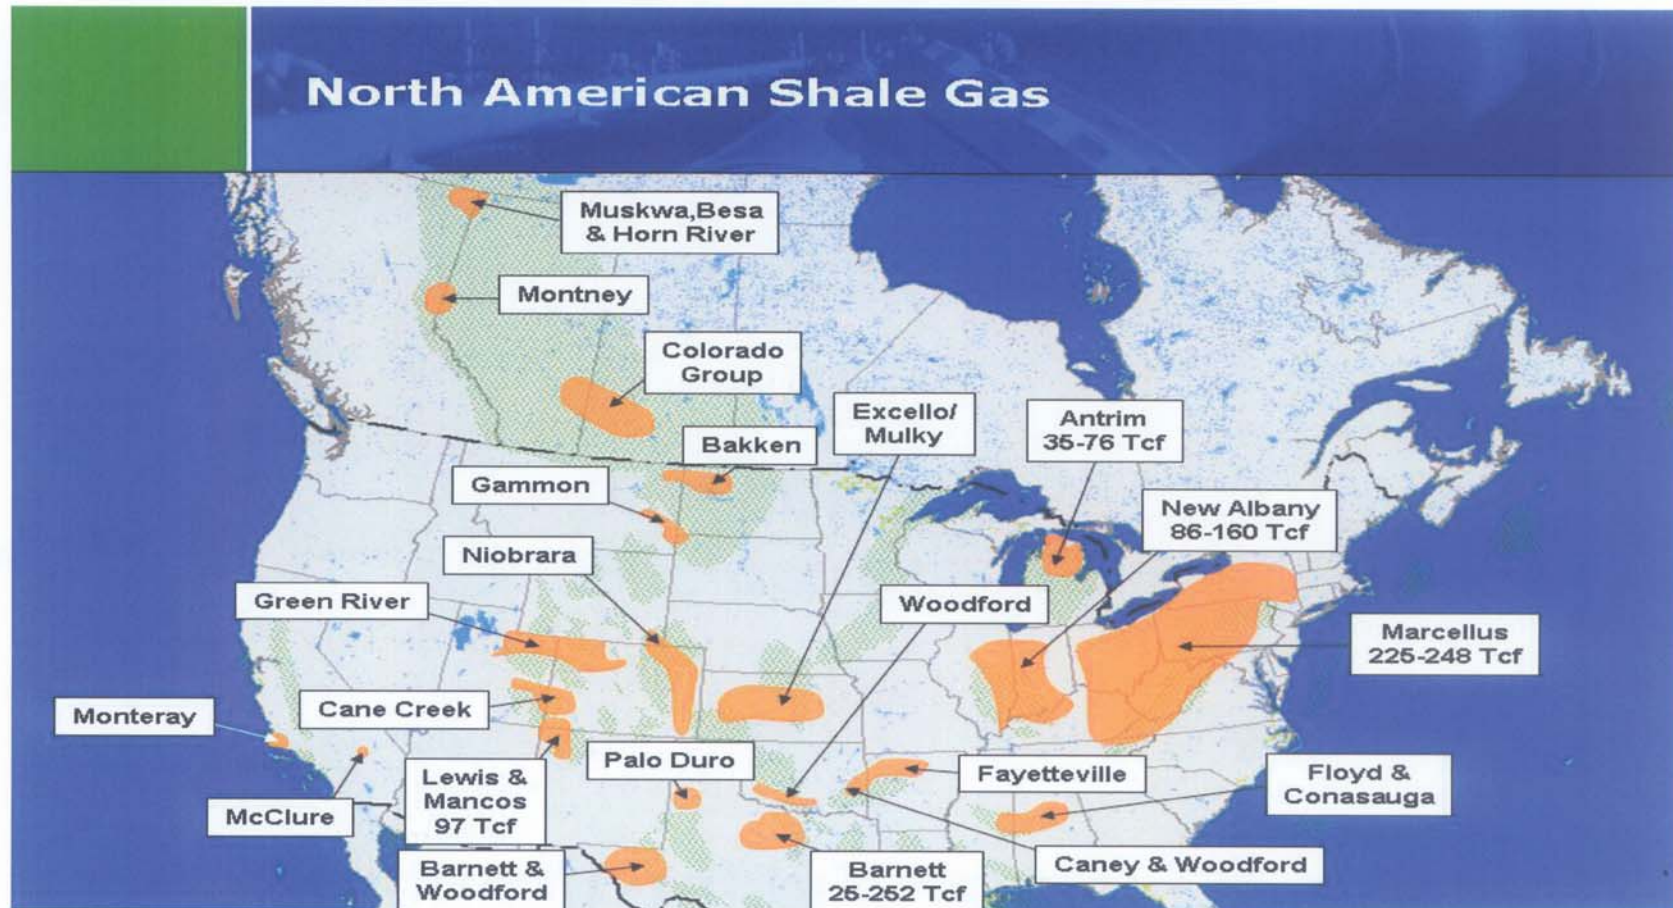 North American Shale Gas
Muskwa,Besa
& Horn River
Montney
Colorado
Group
Excello/
Mulky
Antrim
35-76 Tcf
Bakken
Gammon
New Albany
86-160 Tcf
Niobrara
Green River
Woodford
Marcellus
225-248 Tcf
Cane Creek
Monteray
Palo Duro
Fayetteville
Floyd &
Conasauga
Lewis &
Mancos
97 Tcf
McClure
Barnett &
Woodford
Barnett
25-252 Tcf
Caney & Woodford